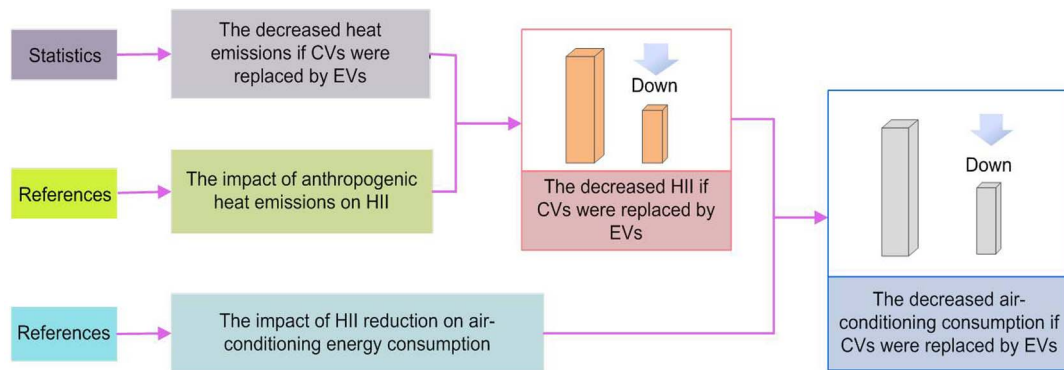 Statistics
The decreased heat
emissions if CVs were
replaced by EVs
References
The impact of anthropogenic
heat emissions on HII
References
The impact of HII reduction on air-
conditioning energy consumption
Down
The decreased HII if
CVs were replaced by
EVs
Down
The decreased air-
conditioning consumption if
CVs were replaced by EVs